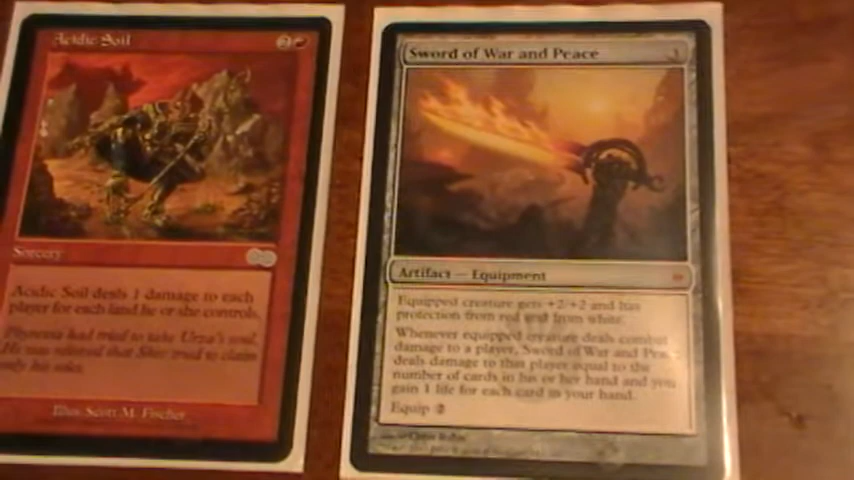 Acidic Soil
2
Sorcery
Acidic Soil deals 1 damage to each
player for each land he or she controls.
Phyrexia had tried to take Urza's soul.
He was relieved that Shiv tried to claim
only his soles.
Illus. Scott M. Fischer
Sword of War and Peace
3
Artifact — Equipment
Equipped creature gets +2/+2 and has
protection from red and from white.
Whenever equipped creature deals combat
damage to a player, Sword of War and Peace
deals damage to that player equal to the
number of cards in his or her hand and you
gain 1 life for each card in your hand.
Equip 2
Chris Rahn